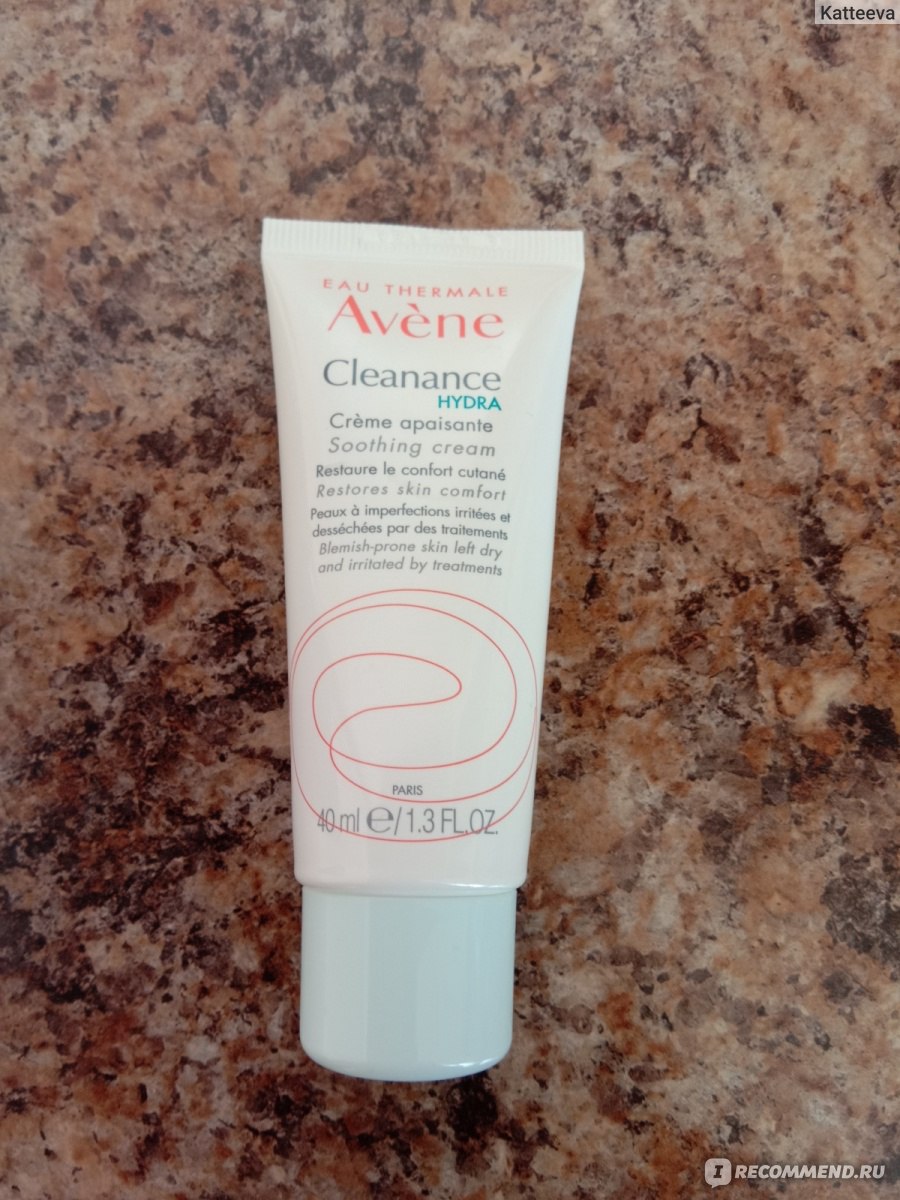 Katteeva
EAU THERMALE
Avène
Cleanance
HYDRA
Crème apaisante
Soothing cream
Restaure le confort cutané
Restores skin comfort
Peaux à imperfections irritées et
desséchées par des traitements
Blemish-prone skin left dry
and irritated by treatments
PARIS
40 ml e/1.3 FL.OZ.
I RECOMMEND.RU